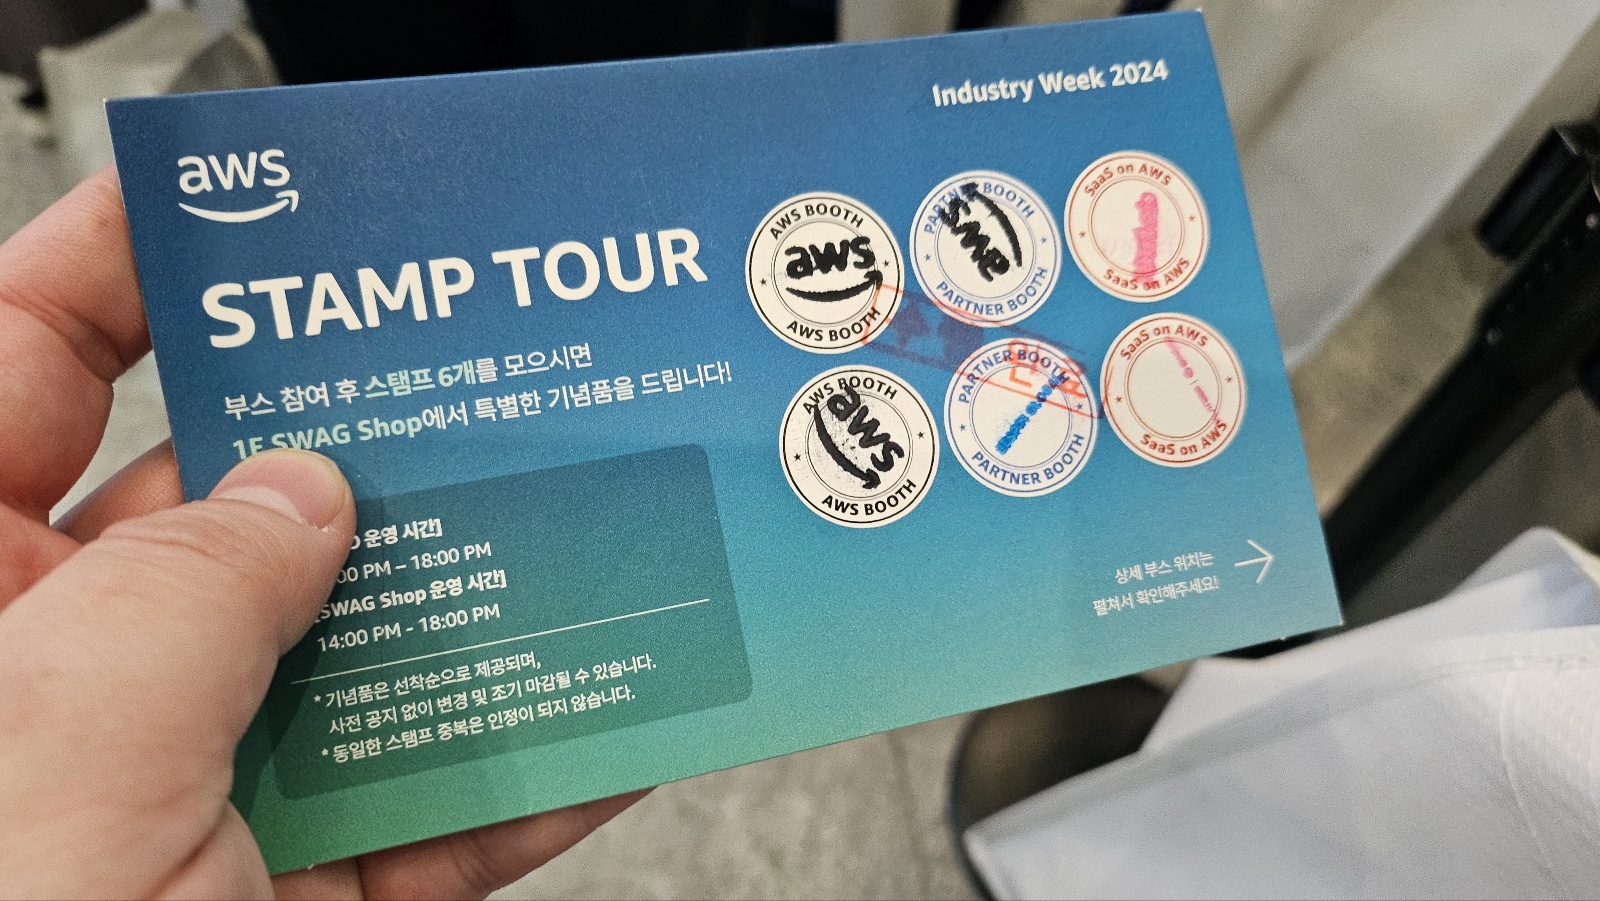 Industry Week 2024
aws
STAMP TOUR
부스 참여 후 스탬프 6개를 모으시면
1F SWAG Shop에서 특별한 기념품을 드립니다!
운영 시간]
00 PM – 18:00 PM
SWAG Shop 운영 시간]
14:00 PM - 18:00 PM
* 기념품은 선착순으로 제공되며,
사전 공지 없이 변경 및 조기 마감될 수 있습니다.
* 동일한 스탬프 중복은 인정이 되지 않습니다.
AWS BOOTH
aws
AWS BOOTH
PARTNER BOOTH
aws
PARTNER BOOTH
SaaS on AWS
SaaS on AWS
AWS BOOTH
aws
AWS BOOTH
PARTNER BOOTH
PARTNER BOOTH
SaaS on AWS
SaaS on AWS
상세 부스 위치는
펼쳐서 확인해주세요!